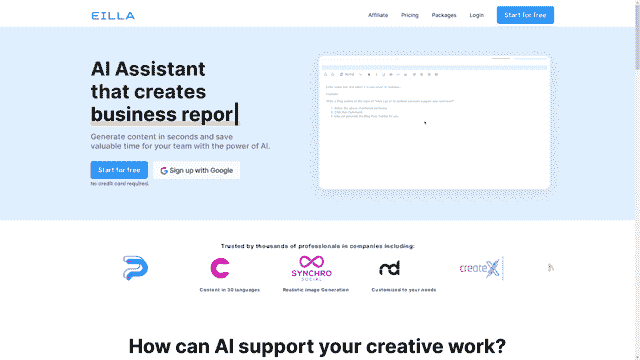 EILLA
Affiliate Pricing Packages Login Start for free
AI Assistant
that creates
business repor
Generate content in seconds and save
valuable time for your team with the power of AI.
Start for free Sign up with Google
No credit card required.
Trusted by thousands of professionals in companies including:
SYNCHRO
SOCIAL
createX
Content in 30 languages Realistic Image Generation Customized to your needs
How can AI support your creative work?